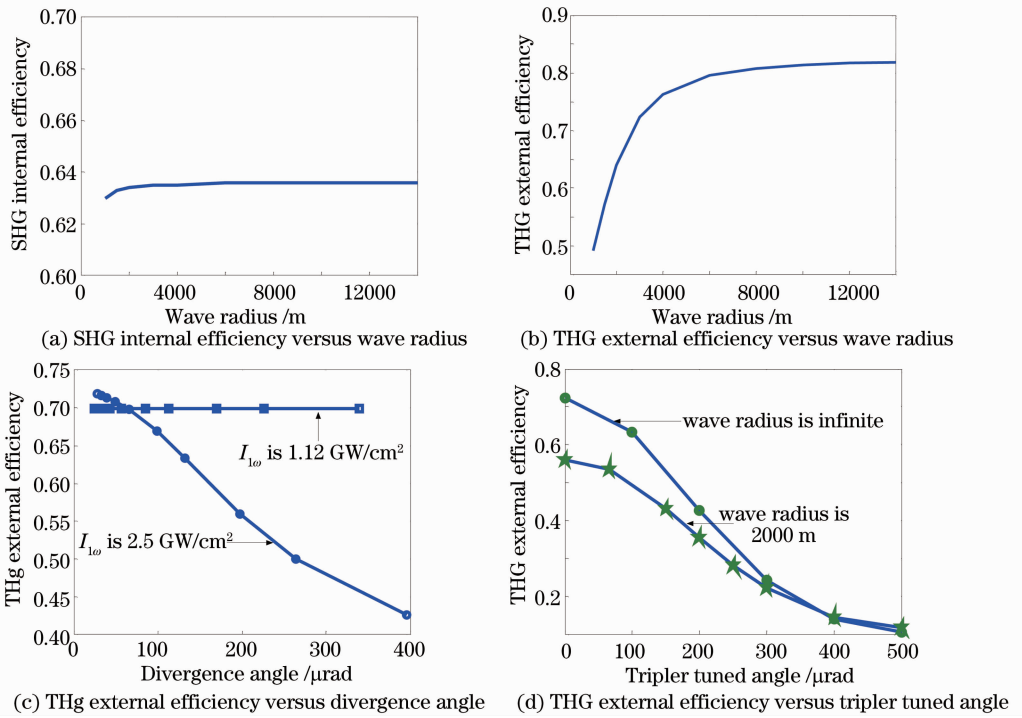 0.70
0.68
0.66
0.64
0.62
0.60
SHG internal efficiency
0 4000 8000 12000
Wave radius /m
(a) SHG internal efficiency versus wave radius
0.9
0.8
0.7
0.6
0.5
THG external efficiency
0 4000 8000 12000
Wave radius /m
(b) THG external efficiency versus wave radius
0.75
0.70
0.65
0.60
0.55
0.50
0.45
0.40
THg external efficiency
I1ω is 1.12 GW/cm²
I1ω is 2.5 GW/cm²
0 100 200 300 400
Divergence angle /μrad
(c) THg external efficiency versus divergence angle
0.8
0.6
0.4
0.2
THG external efficiency
wave radius is infinite
wave radius is
2000 m
0 100 200 300 400 500
Tripler tuned angle /μrad
(d) THG external efficiency versus tripler tuned angle